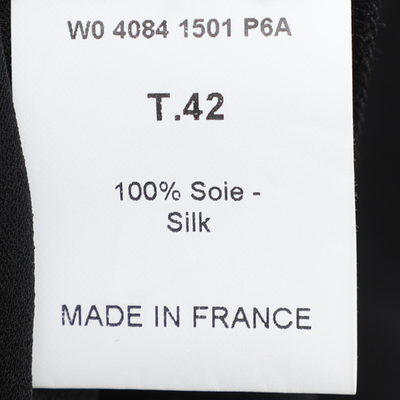 W0 4084 1501 P6A
T.42
100% Soie -
Silk
MADE IN FRANCE